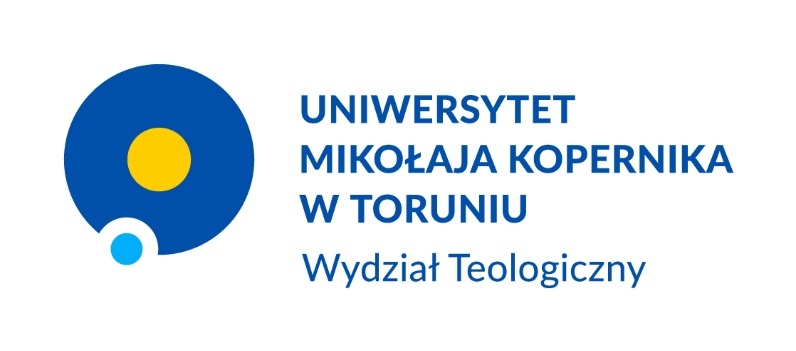 UNIWERSYTET
MIKOŁAJA KOPERNIKA
W TORUNIU
Wydział Teologiczny